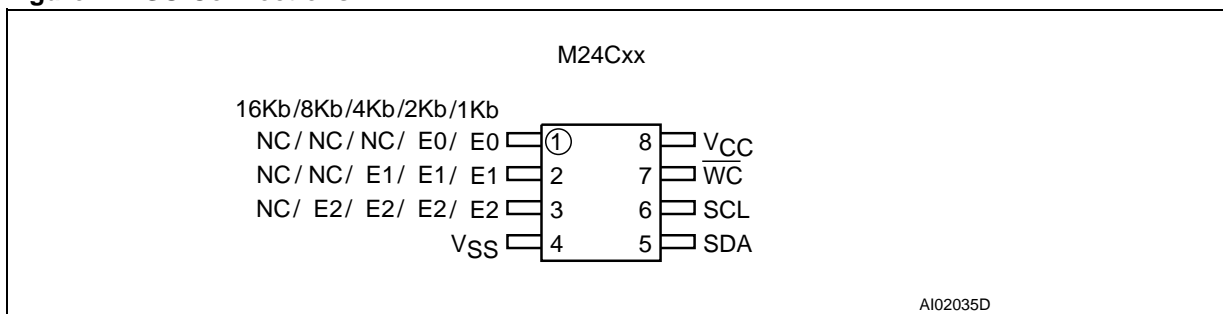 M24Cxx
16Kb/8Kb/4Kb/2Kb/1Kb
NC/ NC/ NC/ E0/ E0 1 8 VCC
NC/ NC/ E1/ E1/ E1 2 7 WC
NC/ E2/ E2/ E2/ E2 3 6 SCL
VSS 4 5 SDA
AI02035D